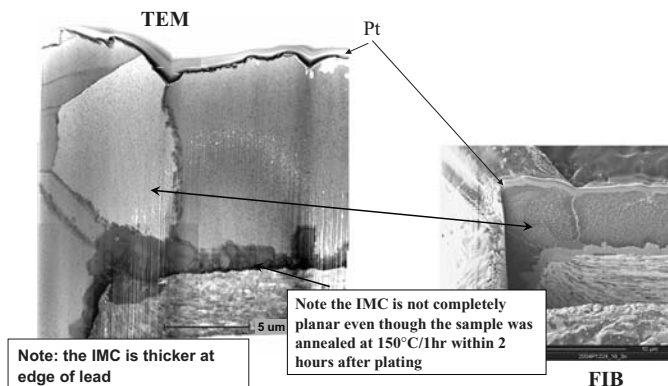 TEM
Pt
5 um
Note the IMC is not completely
planar even though the sample was
annealed at 150°C/1hr within 2
hours after plating
Note: the IMC is thicker at
edge of lead
FIB